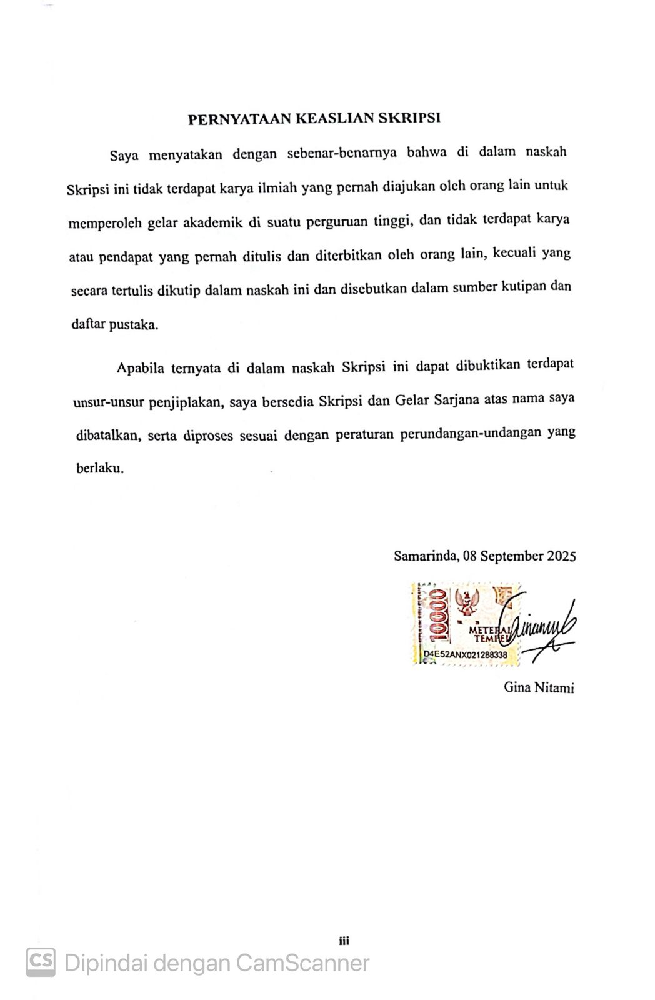 PERNYATAAN KEASLIAN SKRIPSI
Saya menyatakan dengan sebenar-benarnya bahwa di dalam naskah
Skripsi ini tidak terdapat karya ilmiah yang pernah diajukan oleh orang lain untuk
memperoleh gelar akademik di suatu perguruan tinggi, dan tidak terdapat karya
atau pendapat yang pernah ditulis dan diterbitkan oleh orang lain, kecuali yang
secara tertulis dikutip dalam naskah ini dan disebutkan dalam sumber kutipan dan
daftar pustaka.
Apabila ternyata di dalam naskah Skripsi ini dapat dibuktikan terdapat
unsur-unsur penjiplakan, saya bersedia Skripsi dan Gelar Sarjana atas nama saya
dibatalkan, serta diproses sesuai dengan peraturan perundangan-undangan yang
berlaku.
Samarinda, 08 September 2025
10000
METERAI
TEMPEL
D4E52ANX021288338
Gina Nitami
iii
CS Dipindai dengan CamScanner